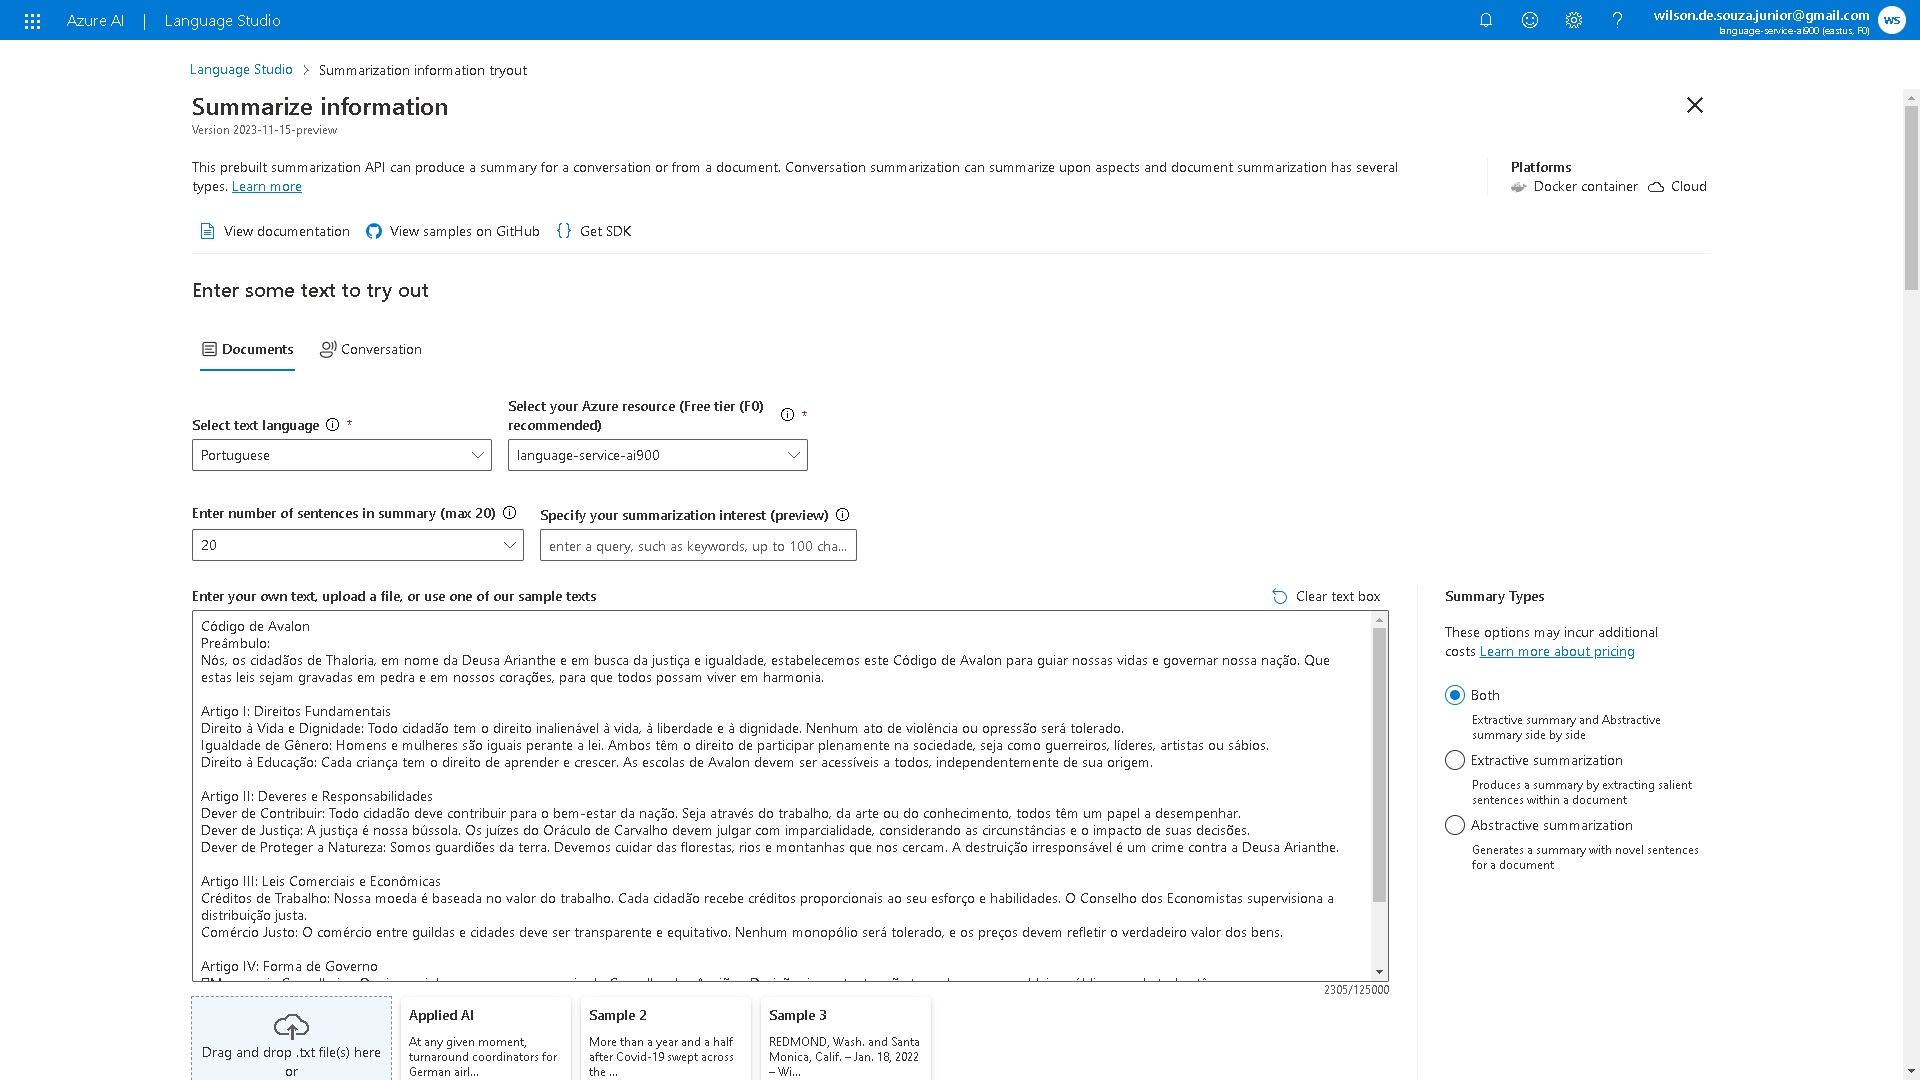 Azure AI | Language Studio
wilson.de.souza.junior@gmail.com
language-service-ai900 (eastus, F0)
WS
Language Studio > Summarization information tryout
Summarize information
Version 2023-11-15-preview
This prebuilt summarization API can produce a summary for a conversation or from a document. Conversation summarization can summarize upon aspects and document summarization has several
types. Learn more
Platforms
Docker container Cloud
View documentation View samples on GitHub Get SDK
Enter some text to try out
Documents Conversation
Select text language *
Select your Azure resource (Free tier (F0)
recommended) *
Portuguese
language-service-ai900
Enter number of sentences in summary (max 20)
Specify your summarization interest (preview)
20
enter a query, such as keywords, up to 100 cha...
Enter your own text, upload a file, or use one of our sample texts
Clear text box
Código de Avalon
Preâmbulo:
Nós, os cidadãos de Thaloria, em nome da Deusa Arianthe e em busca da justiça e igualdade, estabelecemos este Código de Avalon para guiar nossas vidas e governar nossa nação. Que
estas leis sejam gravadas em pedra e em nossos corações, para que todos possam viver em harmonia.
Artigo I: Direitos Fundamentais
Direito à Vida e Dignidade: Todo cidadão tem o direito inalienável à vida, à liberdade e à dignidade. Nenhum ato de violência ou opressão será tolerado.
Igualdade de Gênero: Homens e mulheres são iguais perante a lei. Ambos têm o direito de participar plenamente na sociedade, seja como guerreiros, líderes, artistas ou sábios.
Direito à Educação: Cada criança tem o direito de aprender e crescer. As escolas de Avalon devem ser acessíveis a todos, independentemente de sua origem.
Artigo II: Deveres e Responsabilidades
Dever de Contribuir: Todo cidadão deve contribuir para o bem-estar da nação. Seja através do trabalho, da arte ou do conhecimento, todos têm um papel a desempenhar.
Dever de Justiça: A justiça é nossa bússola. Os juízes do Oráculo de Carvalho devem julgar com imparcialidade, considerando as circunstâncias e o impacto de suas decisões.
Dever de Proteger a Natureza: Somos guardiões da terra. Devemos cuidar das florestas, rios e montanhas que nos cercam. A destruição irresponsável é um crime contra a Deusa Arianthe.
Artigo III: Leis Comerciais e Econômicas
Créditos de Trabalho: Nossa moeda é baseada no valor do trabalho. Cada cidadão recebe créditos proporcionais ao seu esforço e habilidades. O Conselho dos Economistas supervisiona a
distribuição justa.
Comércio Justo: O comércio entre guildas e cidades deve ser transparente e equitativo. Nenhum monopólio será tolerado, e os preços devem refletir o verdadeiro valor dos bens.
Artigo IV: Forma de Governo
2305/125000
Summary Types
These options may incur additional
costs Learn more about pricing
Both
Extractive summary and Abstractive
summary side by side
Extractive summarization
Produces a summary by extracting salient
sentences within a document
Abstractive summarization
Generates a summary with novel sentences
for a document
Drag and drop .txt file(s) here
or
Applied AI
At any given moment,
turnaround coordinators for
German airl...
Sample 2
More than a year and a half
after Covid-19 swept across
the ...
Sample 3
REDMOND, Wash. and Santa
Monica, Calif. – Jan. 18, 2022
– Wi...